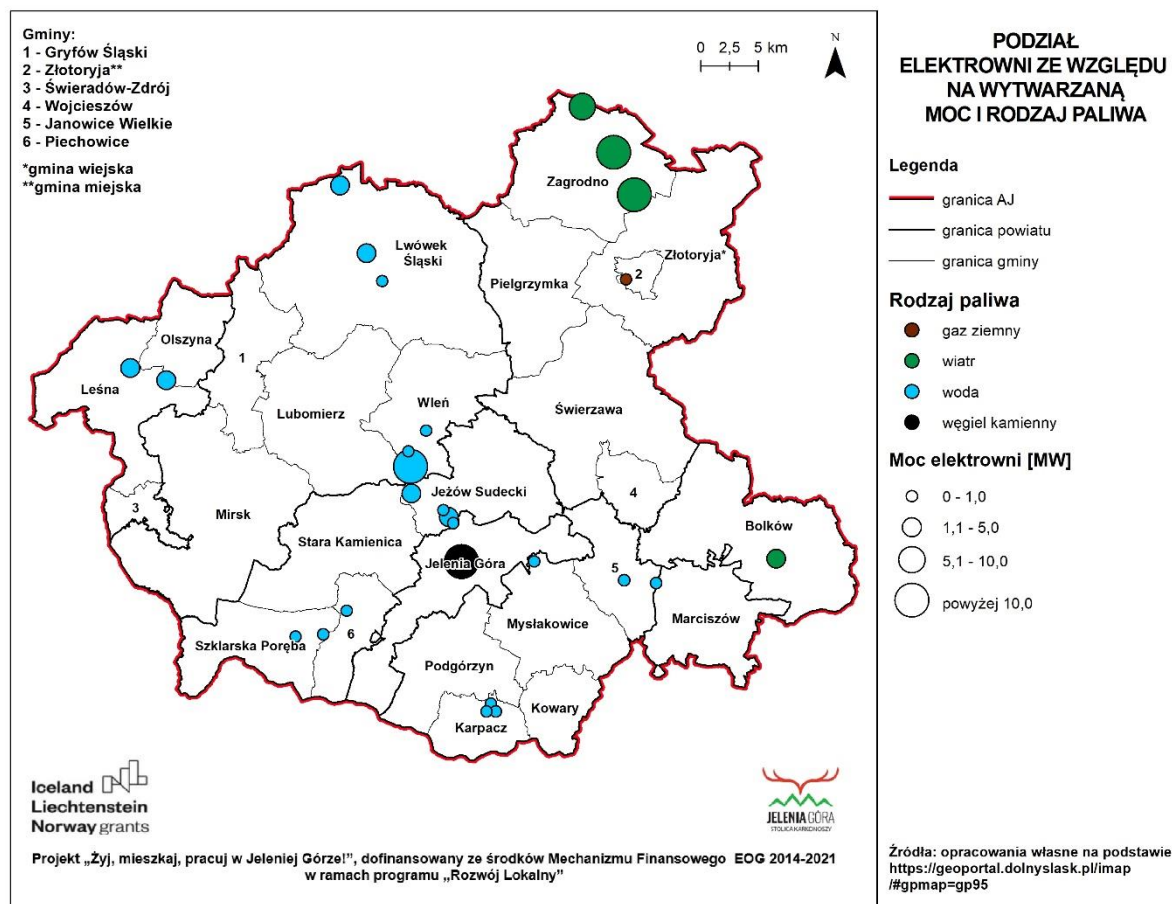 Gminy:
1 - Gryfów Śląski
2 - Złotoryja**
3 - Świeradów-Zdrój
4 - Wojcieszów
5 - Janowice Wielkie
6 - Piechowice
*gmina wiejska
**gmina miejska
0 2,5 5 km
N
Zagrodno
Lwówek
Śląski
Złotoryja*
Pielgrzymka
2
Olszyna
1
Leśna
Lubomierz
Wleń
Świerzawa
Jeżów Sudecki
4
3
Mirsk
Bolków
Stara Kamienica
Jelenia Góra
5
Marciszów
Mysłakowice
Szklarska Poręba
6
Podgórzyn
Kowary
Karpacz
Iceland
Liechtenstein
Norway grants
JELENIA GÓRA
STOLICA KARKONOSZY
Projekt „Żyj, mieszkaj, pracuj w Jeleniej Górze!”, dofinansowany ze środków Mechanizmu Finansowego EOG 2014-2021
w ramach programu „Rozwój Lokalny”
PODZIAŁ
ELEKTROWNI ZE WZGLĘDU
NA WYTWARZANĄ
MOC I RODZAJ PALIWA
Legenda
granica AJ
granica powiatu
granica gminy
Rodzaj paliwa
gaz ziemny
wiatr
woda
węgiel kamienny
Moc elektrowni [MW]
0 - 1,0
1,1 - 5,0
5,1 - 10,0
powyżej 10,0
Źródła: opracowania własne na podstawie
https://geoportal.dolnyslask.pl/imap
/#gpmap=gp95